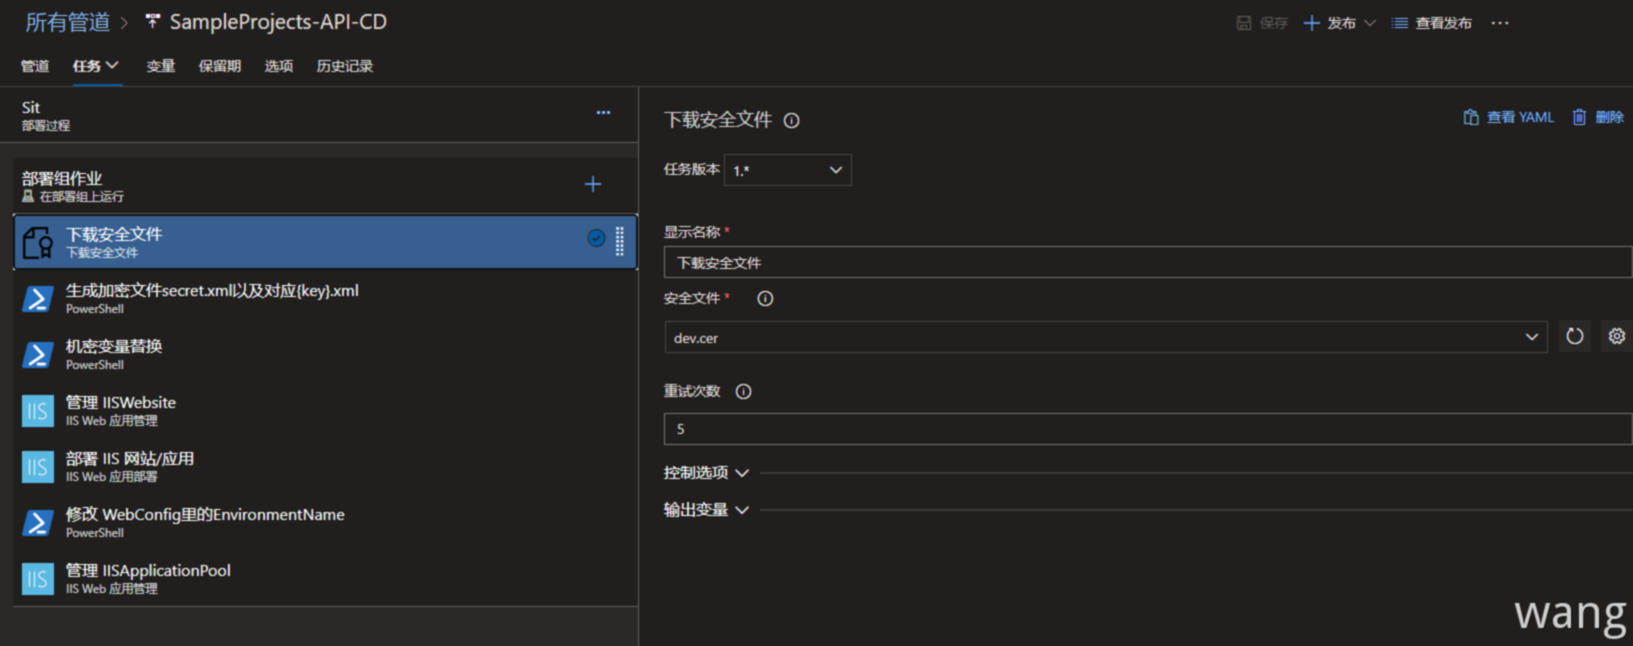 所有管道 > SampleProjects-API-CD
保存 + 发布 查看发布 ...
管道 任务 变量 保留期 选项 历史记录
Sit
部署过程
...
部署组作业
在部署组上运行
下载安全文件
下载安全文件
生成加密文件secret.xml以及对应{key}.xml
PowerShell
机密变量替换
PowerShell
管理 IISWebsite
IIS Web 应用管理
部署 IIS 网站/应用
IIS Web 应用部署
修改 WebConfig里的EnvironmentName
PowerShell
管理 IISApplicationPool
IIS Web 应用管理
下载安全文件
查看 YAML 删除
任务版本 1.*
显示名称 *
下载安全文件
安全文件 *
dev.cer
重试次数
5
控制选项
输出变量
wang